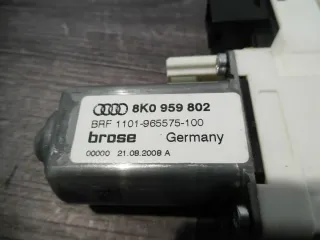 8K0 959 802
BRF 1101-965575-100
brose Germany
00000 21.08.2008 A